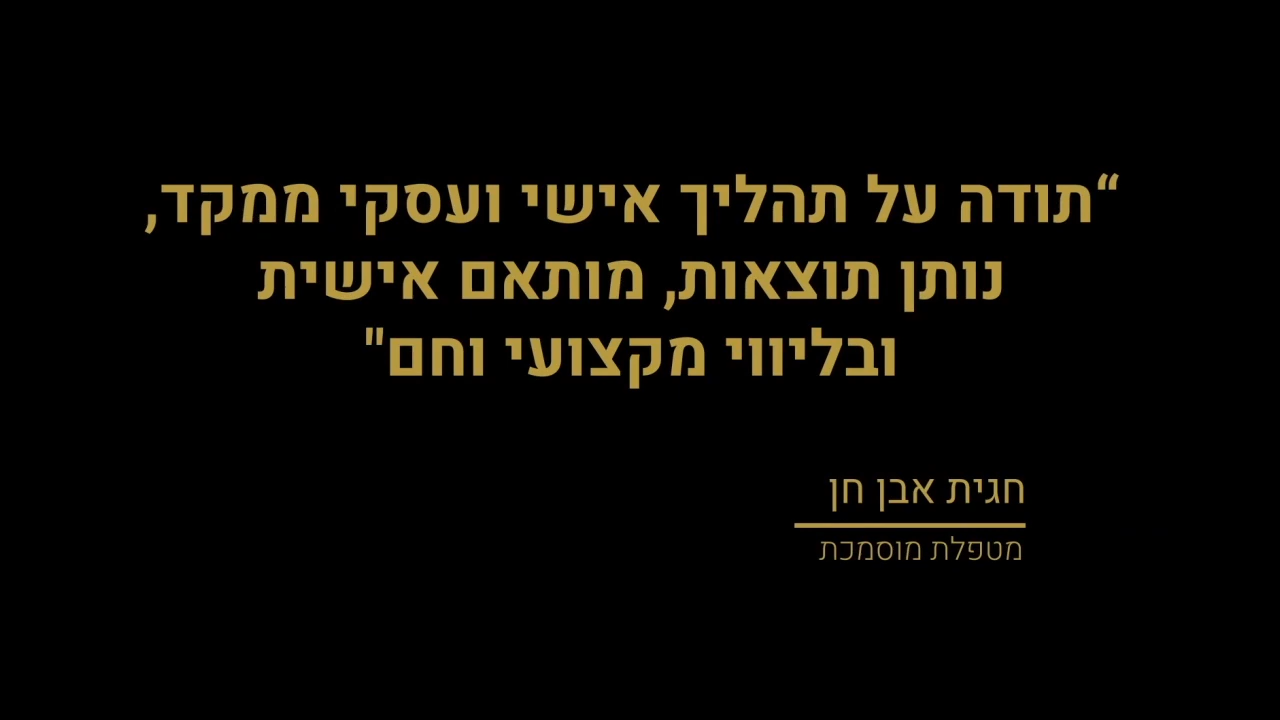 “תודה על תהליך אישי ועסקי ממקד,
נותן תוצאות, מותאם אישית
ובליווי מקצועי וחם"
חגית אבן חן
מטפלת מוסמכת